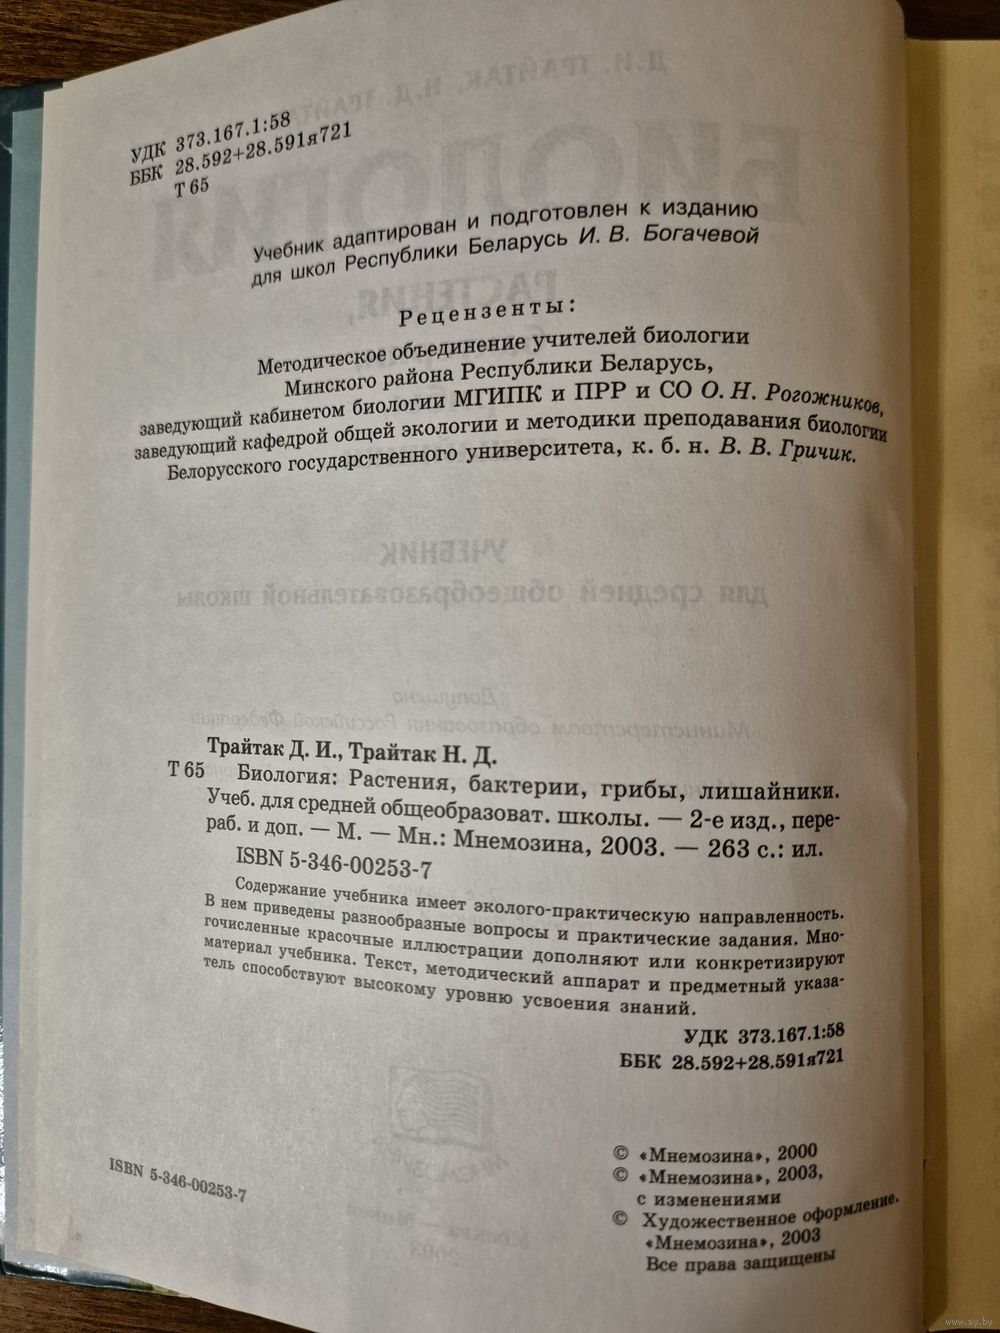 УДК 373.167.1:58
ББК 28.592+28.591я721
Т 65
Учебник адаптирован и подготовлен к изданию
для школ Республики Беларусь И. В. Богачевой
Рецензенты:
Методическое объединение учителей биологии
Минского района Республики Беларусь,
заведующий кабинетом биологии МГИПК и ПРР и СО О. Н. Рогожников,
заведующий кафедрой общей экологии и методики преподавания биологии
Белорусского государственного университета, к. б. н. В. В. Гричик.
Трайтак Д. И., Трайтак Н. Д.
Т 65 Биология: Растения, бактерии, грибы, лишайники.
Учеб. для средней общеобразоват. школы. — 2-е изд., пере-
раб. и доп. — М. — Мн.: Мнемозина, 2003. — 263 с.: ил.
ISBN 5-346-00253-7
Содержание учебника имеет эколого-практическую направленность.
В нем приведены разнообразные вопросы и практические задания. Мно-
гочисленные красочные иллюстрации дополняют или конкретизируют
материал учебника. Текст, методический аппарат и предметный указа-
тель способствуют высокому уровню усвоения знаний.
УДК 373.167.1:58
ББК 28.592+28.591я721
ISBN 5-346-00253-7
© «Мнемозина», 2000
© «Мнемозина», 2003,
с изменениями
© Художественное оформление.
«Мнемозина», 2003
Все права защищены
www.ay.by